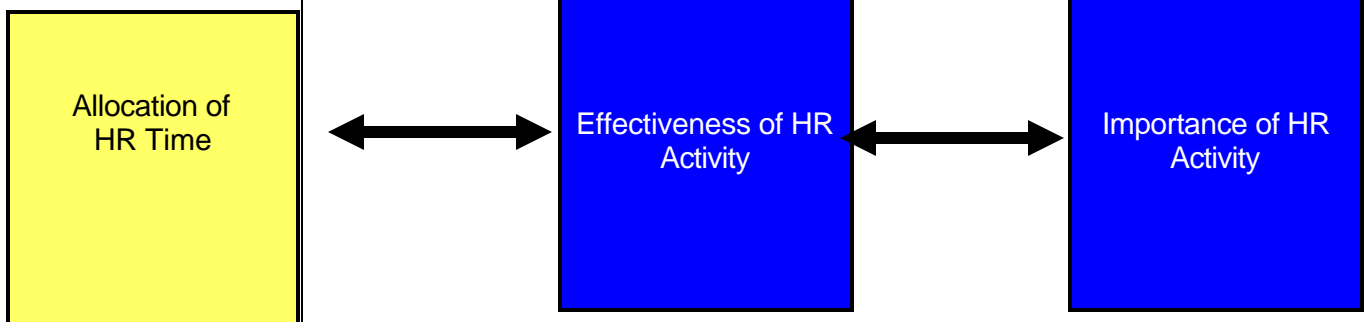 Allocation of
HR Time
Effectiveness of HR
Activity
Importance of HR
Activity